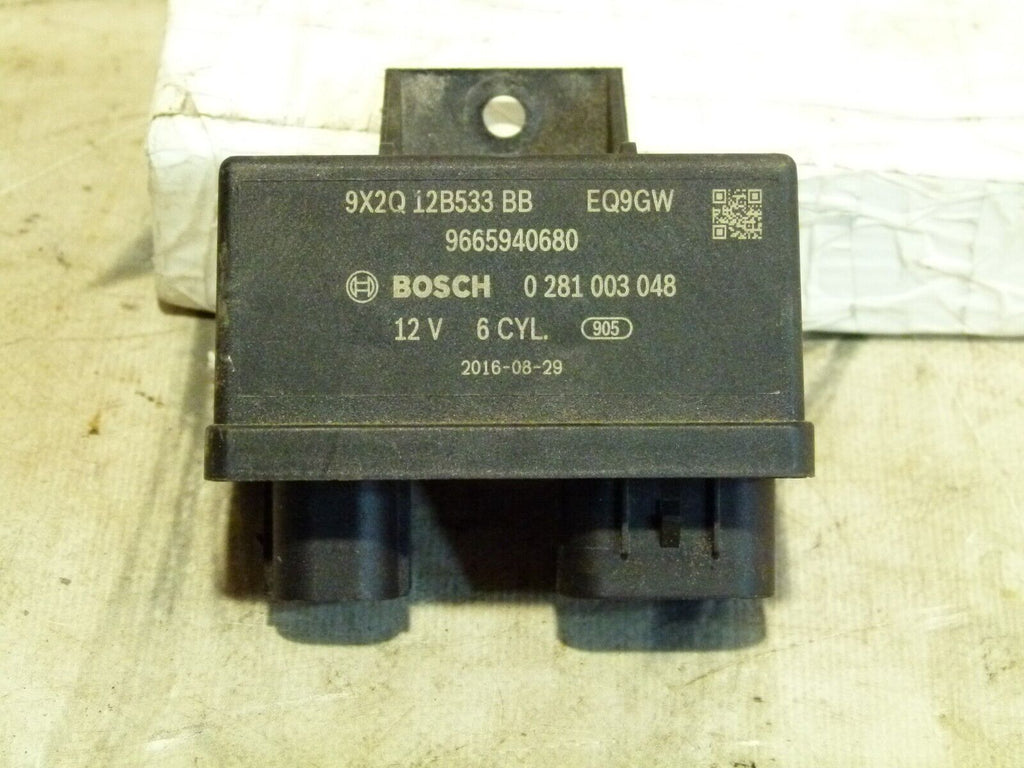 9X2Q 12B533 BB EQ9GW
9665940680
BOSCH 0 281 003 048
12 V 6 CYL. 905
2016-08-29